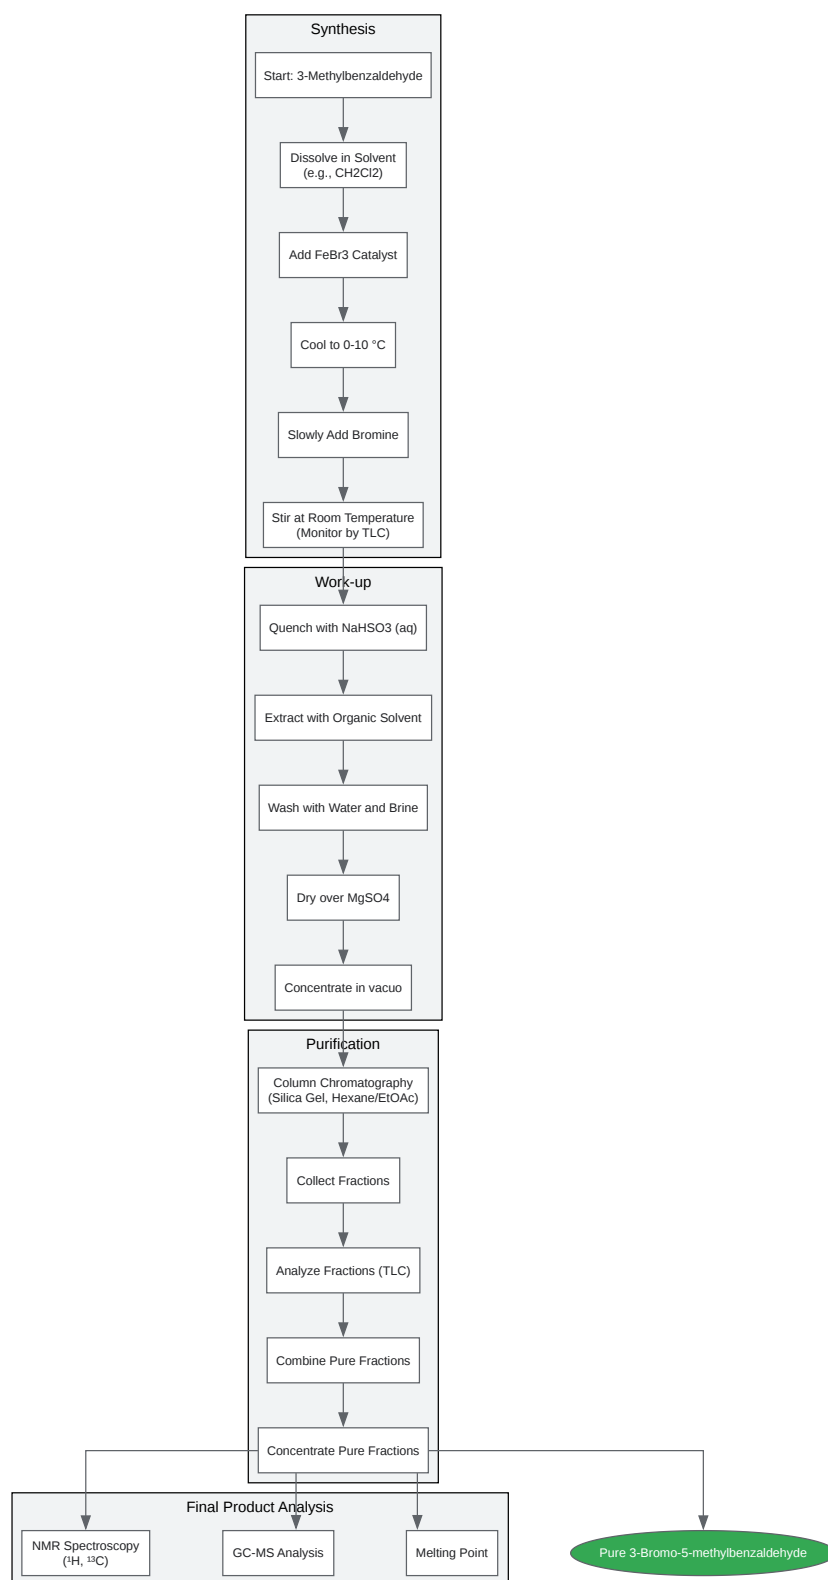 Synthesis
Start: 3-Methylbenzaldehyde
Dissolve in Solvent
(e.g., CH2Cl2)
Add FeBr3 Catalyst
Cool to 0-10 °C
Slowly Add Bromine
Stir at Room Temperature
(Monitor by TLC)
Work-up
Quench with NaHSO3 (aq)
Extract with Organic Solvent
Wash with Water and Brine
Dry over MgSO4
Concentrate in vacuo
Purification
Column Chromatography
(Silica Gel, Hexane/EtOAc)
Collect Fractions
Analyze Fractions (TLC)
Combine Pure Fractions
Concentrate Pure Fractions
Final Product Analysis
NMR Spectroscopy
(¹H, ¹³C)
GC-MS Analysis
Melting Point
Pure 3-Bromo-5-methylbenzaldehyde